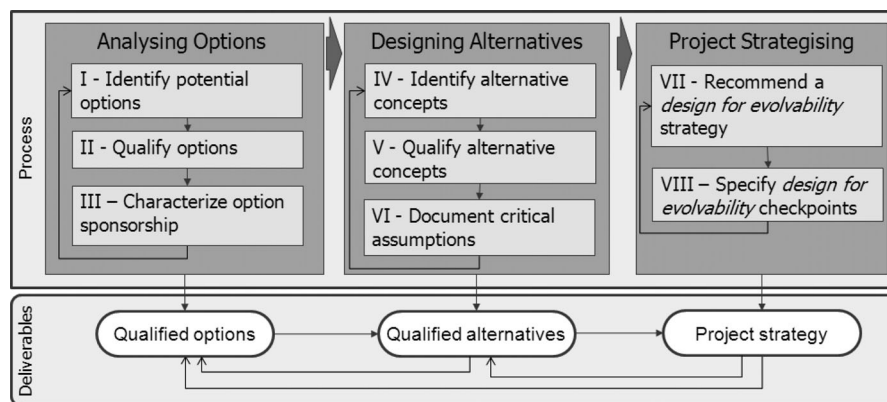 Process
Analysing Options
I - Identify potential
options
II - Qualify options
III – Characterize option
sponsorship
Designing Alternatives
IV - Identify alternative
concepts
V - Qualify alternative
concepts
VI - Document critical
assumptions
Project Strategising
VII - Recommend a
design for evolvability
strategy
VIII – Specify design for
evolvability checkpoints
Deliverables
Qualified options
Qualified alternatives
Project strategy